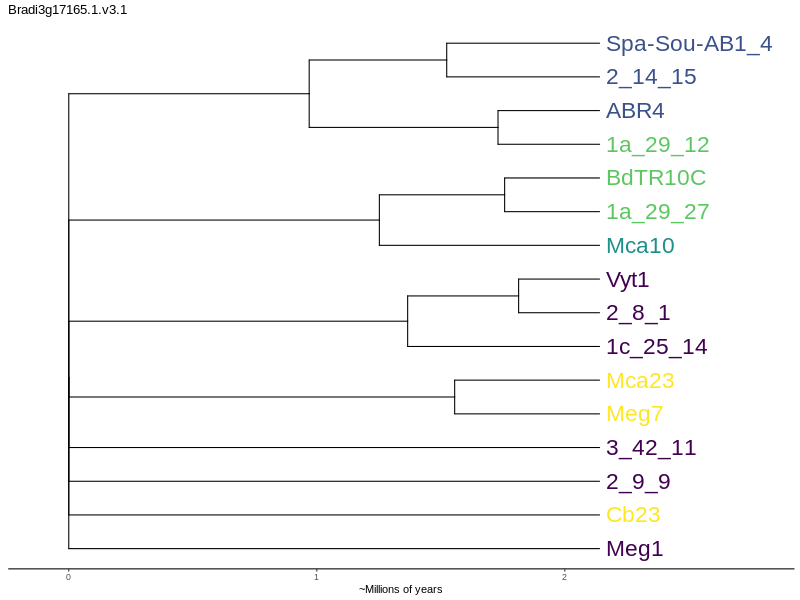 Bradi3g17165.1.v3.1
Spa-Sou-AB1_4
2_14_15
ABR4
1a_29_12
BdTR10C
1a_29_27
Mca10
Vyt1
2_8_1
1c_25_14
Mca23
Meg7
3_42_11
2_9_9
Cb23
Meg1
0 1 2
~Millions of years